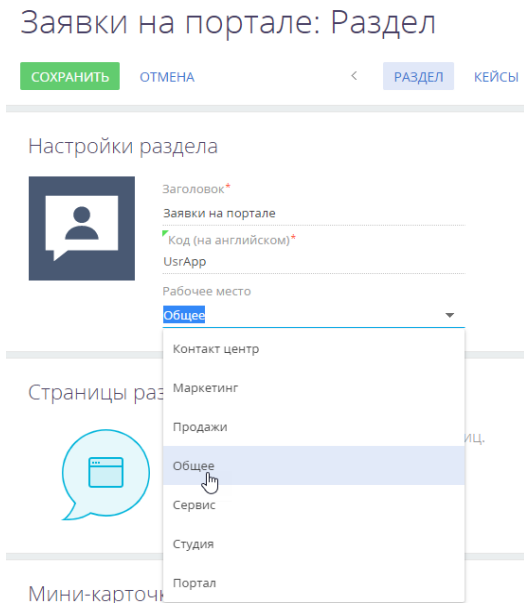 Заявки на портале: Раздел
СОХРАНИТЬ ОТМЕНА РАЗДЕЛ КЕЙСЫ
Настройки раздела
Заголовок*
Заявки на портале
Код (на английском)*
UsrApp
Рабочее место
Общее
Контакт центр
Страницы раз
Маркетинг
Продажи
иц.
Общее
Сервис
Студия
Портал
Мини-карточк